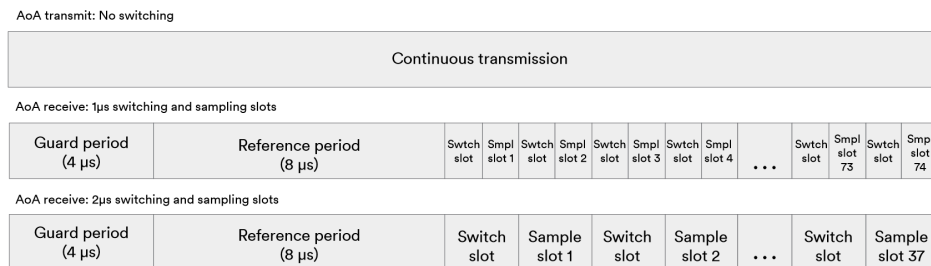 AoA transmit: No switching
Continuous transmission
AoA receive: 1μs switching and sampling slots
Guard period
(4 μs)
Reference period
(8 μs)
Swtch
slot
Smpl
slot 1
Swtch
slot
Smpl
slot 2
Swtch
slot
Smpl
slot 3
Swtch
slot
Smpl
slot 4
...
Swtch
slot
Smpl
slot
73
Swtch
slot
Smpl
slot
74
AoA receive: 2μs switching and sampling slots
Guard period
(4 μs)
Reference period
(8 μs)
Switch
slot
Sample
slot 1
Switch
slot
Sample
slot 2
...
Switch
slot
Sample
slot 37